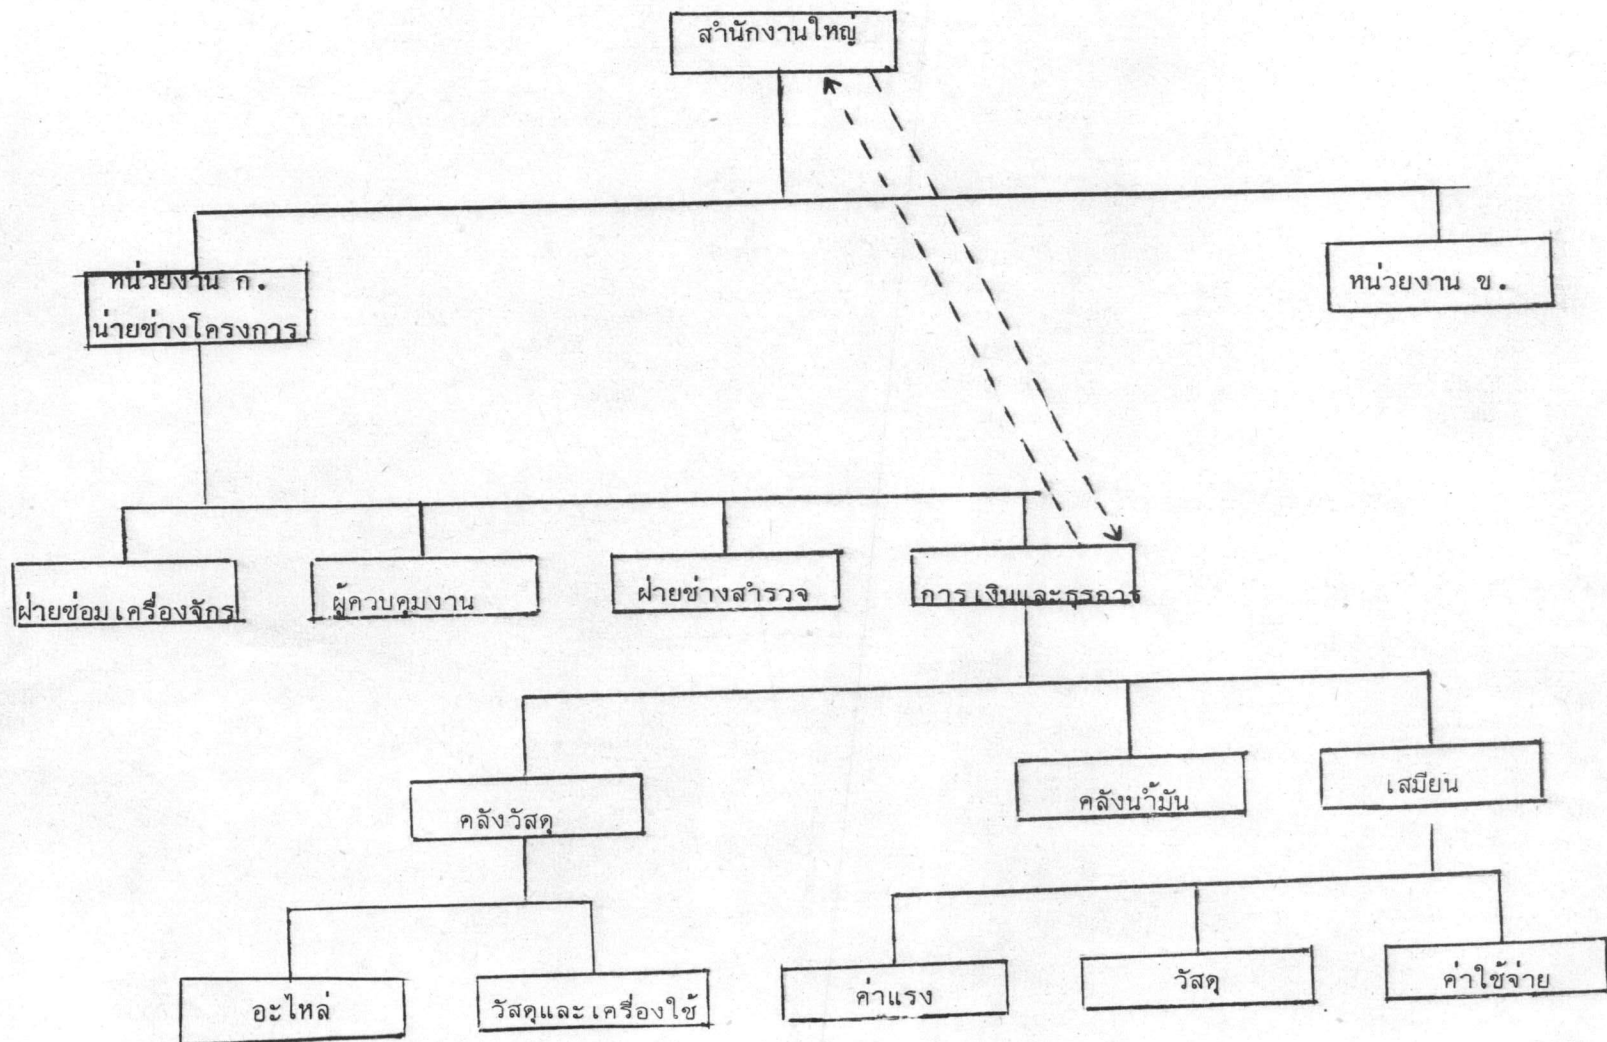 สำนักงานใหญ่
หน่วยงาน ก.
น่ายช่างโครงการ
หน่วยงาน ข.
ฝ่ายซ่อมเครื่องจักร
ผู้ควบคุมงาน
ฝ่ายช่างสำรวจ
การเงินและธุรการ
คลังวัสดุ
คลังน้ำมัน
เสมียน
อะไหล่
วัสดุและเครื่องใช้
ค่าแรง
วัสดุ
ค่าใช้จ่าย